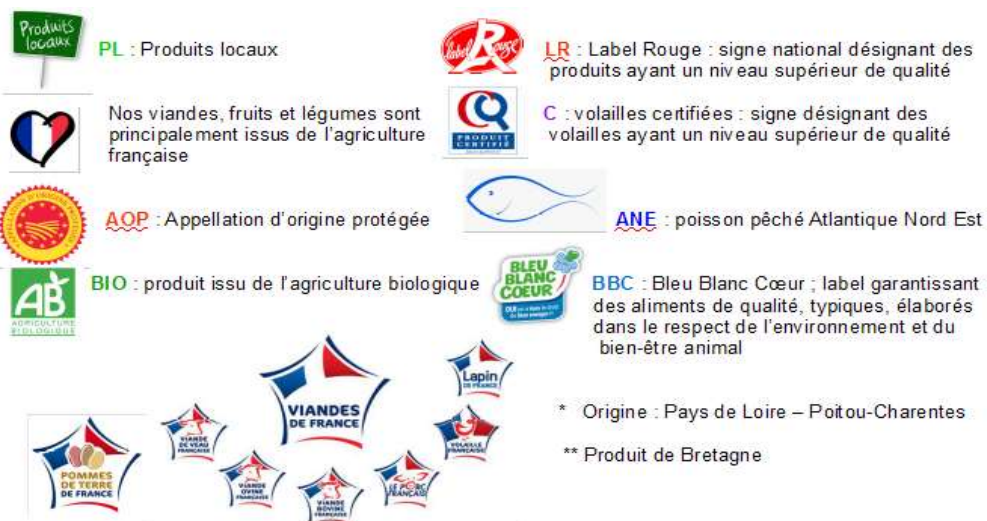 Produits
locaux
PL : Produits locaux
Nos viandes, fruits et légumes sont
principalement issus de l'agriculture
française
AOP : Appellation d'origine protégée
AB
AGRICULTURE
BIOLOGIQUE
BIO : produit issu de l'agriculture biologique
label Rouge
LR : Label Rouge : signe national désignant des
produits ayant un niveau supérieur de qualité
PRODUIT
CERTIFIÉ
C : volailles certifiées : signe désignant des
volailles ayant un niveau supérieur de qualité
ANE : poisson pêché Atlantique Nord Est
BLEU
BLANC
COEUR
BBC : Bleu Blanc Cœur ; label garantissant
des aliments de qualité, typiques, élaborés
dans le respect de l'environnement et du
bien-être animal
VIANDES
DE FRANCE
Lapin
DE FRANCE
POMMES
DE TERRE
DE FRANCE
VIANDE
DE VEAU
FRANÇAISE
VIANDE
OVINE
FRANÇAISE
VIANDE
BOVINE
FRANÇAISE
LE PORC
FRANÇAIS
VOLAILLE
FRANÇAISE
* Origine : Pays de Loire – Poitou-Charentes
** Produit de Bretagne